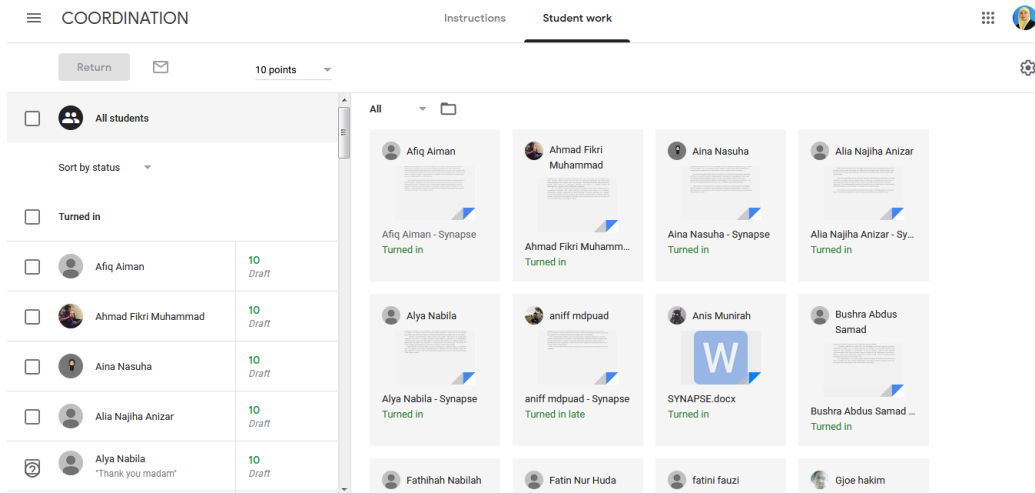 COORDINATION
Instructions
Student work
Return
10 points
All students
Sort by status
Turned in
Afiq Aiman
10
Draft
Ahmad Fikri Muhammad
10
Draft
Aina Nasuha
10
Draft
Alia Najiha Anizar
10
Draft
Alya Nabila
"Thank you madam"
10
Draft
All
Afiq Aiman
Afiq Aiman - Synapse
Turned in
Ahmad Fikri
Muhammad
Ahmad Fikri Muhamm...
Turned in
Aina Nasuha
Aina Nasuha - Synapse
Turned in
Alia Najiha Anizar
Alia Najiha Anizar - Sy...
Turned in
Alya Nabila
Alya Nabila - Synapse
Turned in
aniff mdpuad
aniff mdpuad - Synapse
Turned in late
Anis Munirah
W
SYNAPSE.docx
Turned in
Bushra Abdus
Samad
Bushra Abdus Samad ...
Turned in
Fathihah Nabilah
Fatin Nur Huda
fatini fauzi
Gjoe hakim